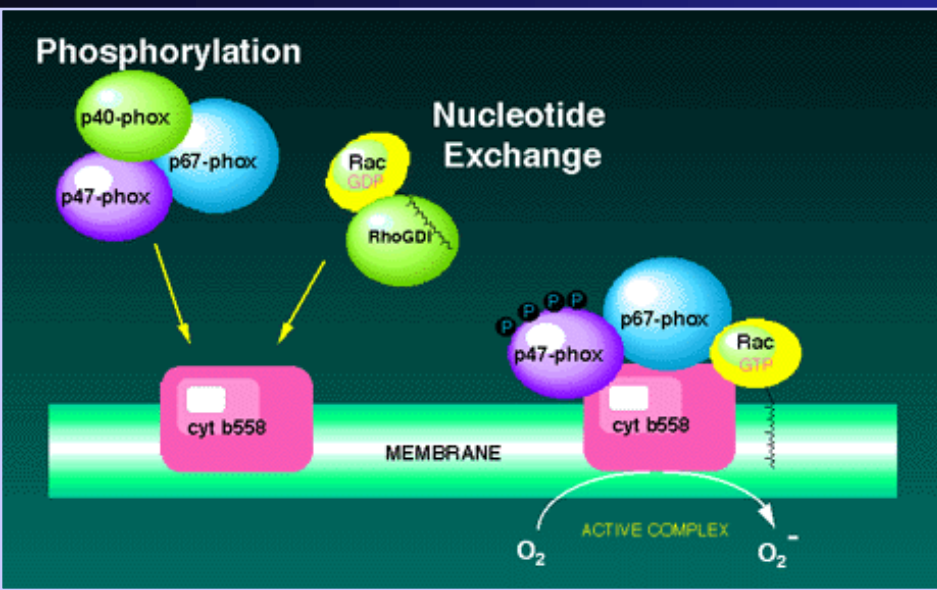 Phosphorylation
p40-phox
p67-phox
p47-phox
Nucleotide
Exchange
Rac
GDP
RhoGDI
P P P P
p67-phox
p47-phox
Rac
GTP
cyt b558
cyt b558
MEMBRANE
ACTIVE COMPLEX
O₂
O₂⁻